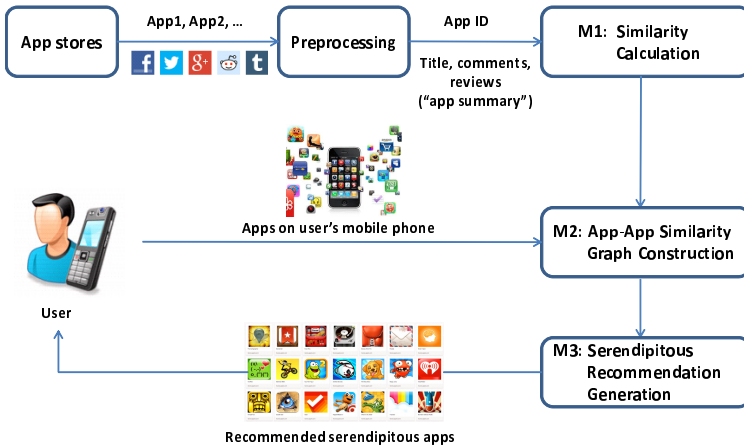 App stores
App1, App2, ...
f
g+
t
Preprocessing
App ID
Title, comments,
reviews
("app summary")
M1: Similarity
Calculation
Apps on user's mobile phone
M2: App-App Similarity
Graph Construction
User
M3: Serendipitous
Recommendation
Generation
Recommended serendipitous apps